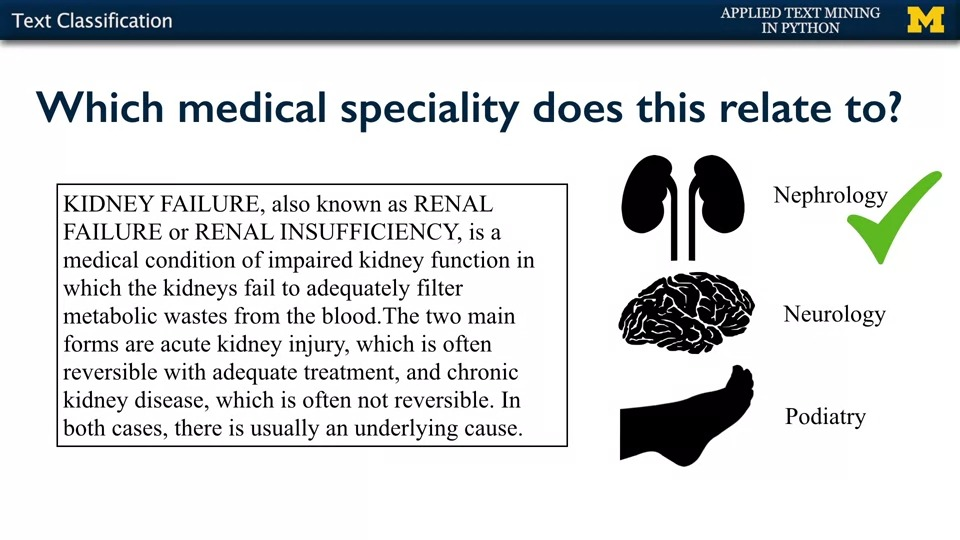 Text Classification
APPLIED TEXT MINING
IN PYTHON
M
Which medical speciality does this relate to?
KIDNEY FAILURE, also known as RENAL
FAILURE or RENAL INSUFFICIENCY, is a
medical condition of impaired kidney function in
which the kidneys fail to adequately filter
metabolic wastes from the blood.The two main
forms are acute kidney injury, which is often
reversible with adequate treatment, and chronic
kidney disease, which is often not reversible. In
both cases, there is usually an underlying cause.
Nephrology
Neurology
Podiatry